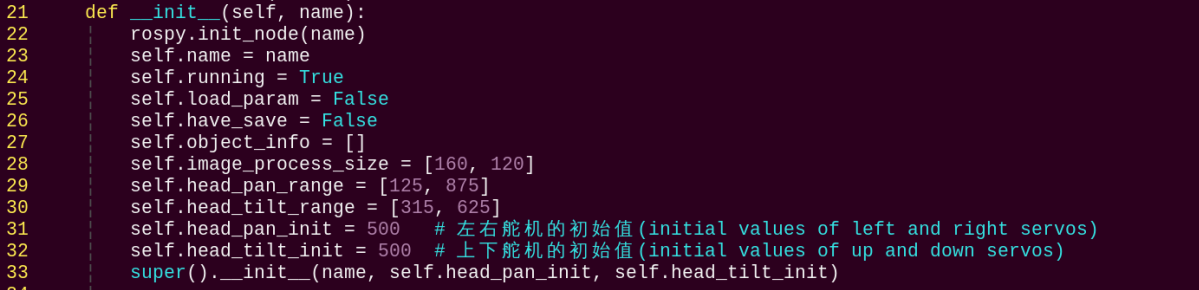 21 def __init__(self, name):
22 rospy.init_node(name)
23 self.name = name
24 self.running = True
25 self.load_param = False
26 self.have_save = False
27 self.object_info = []
28 self.image_process_size = [160, 120]
29 self.head_pan_range = [125, 875]
30 self.head_tilt_range = [315, 625]
31 self.head_pan_init = 500 # 左右舵机的初始值(initial values of left and right servos)
32 self.head_tilt_init = 500 # 上下舵机的初始值(initial values of up and down servos)
33 super().__init__(name, self.head_pan_init, self.head_tilt_init)